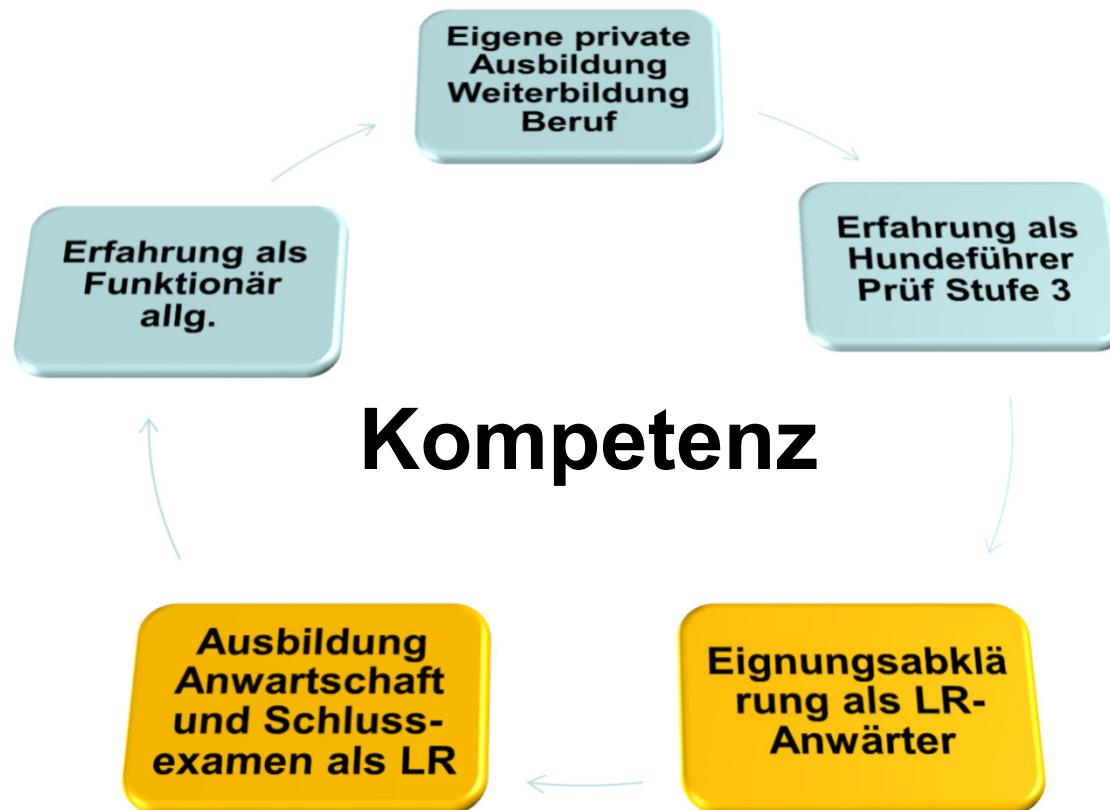 Eigene private
Ausbildung
Weiterbildung
Beruf
Erfahrung als
Hundeführer
Prüf Stufe 3
Erfahrung als
Funktionär
allg.
Kompetenz
Eignungsabklä
rung als LR-
Anwärter
Ausbildung
Anwartschaft
und Schluss-
examen als LR